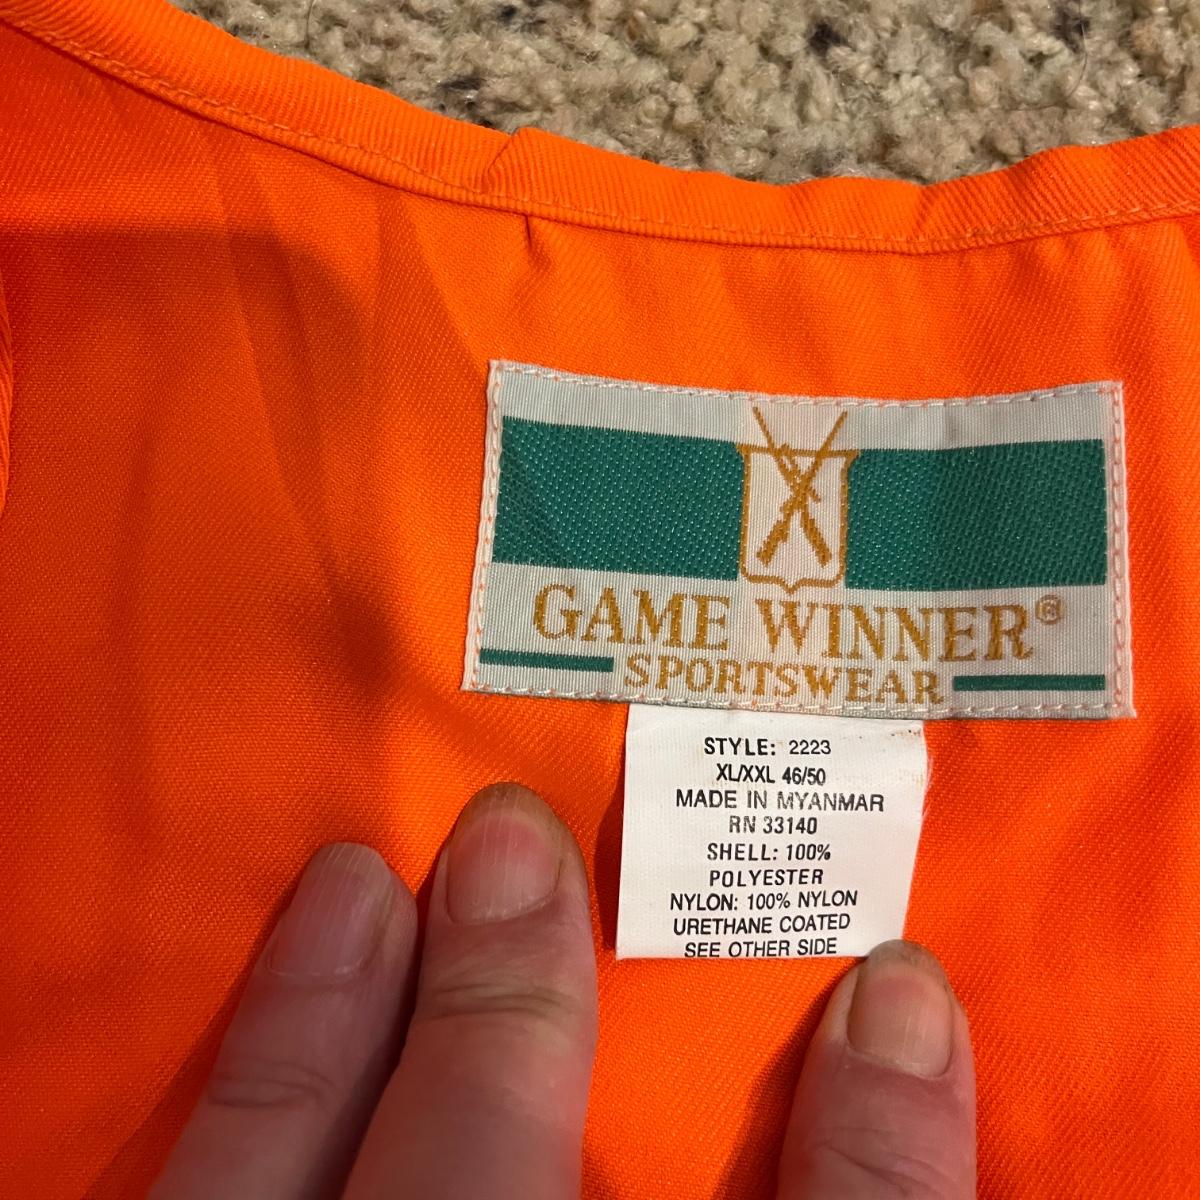 GAME WINNER®
SPORTSWEAR
STYLE: 2223
XL/XXL 46/50
MADE IN MYANMAR
RN 33140
SHELL: 100%
POLYESTER
NYLON: 100% NYLON
URETHANE COATED
SEE OTHER SIDE